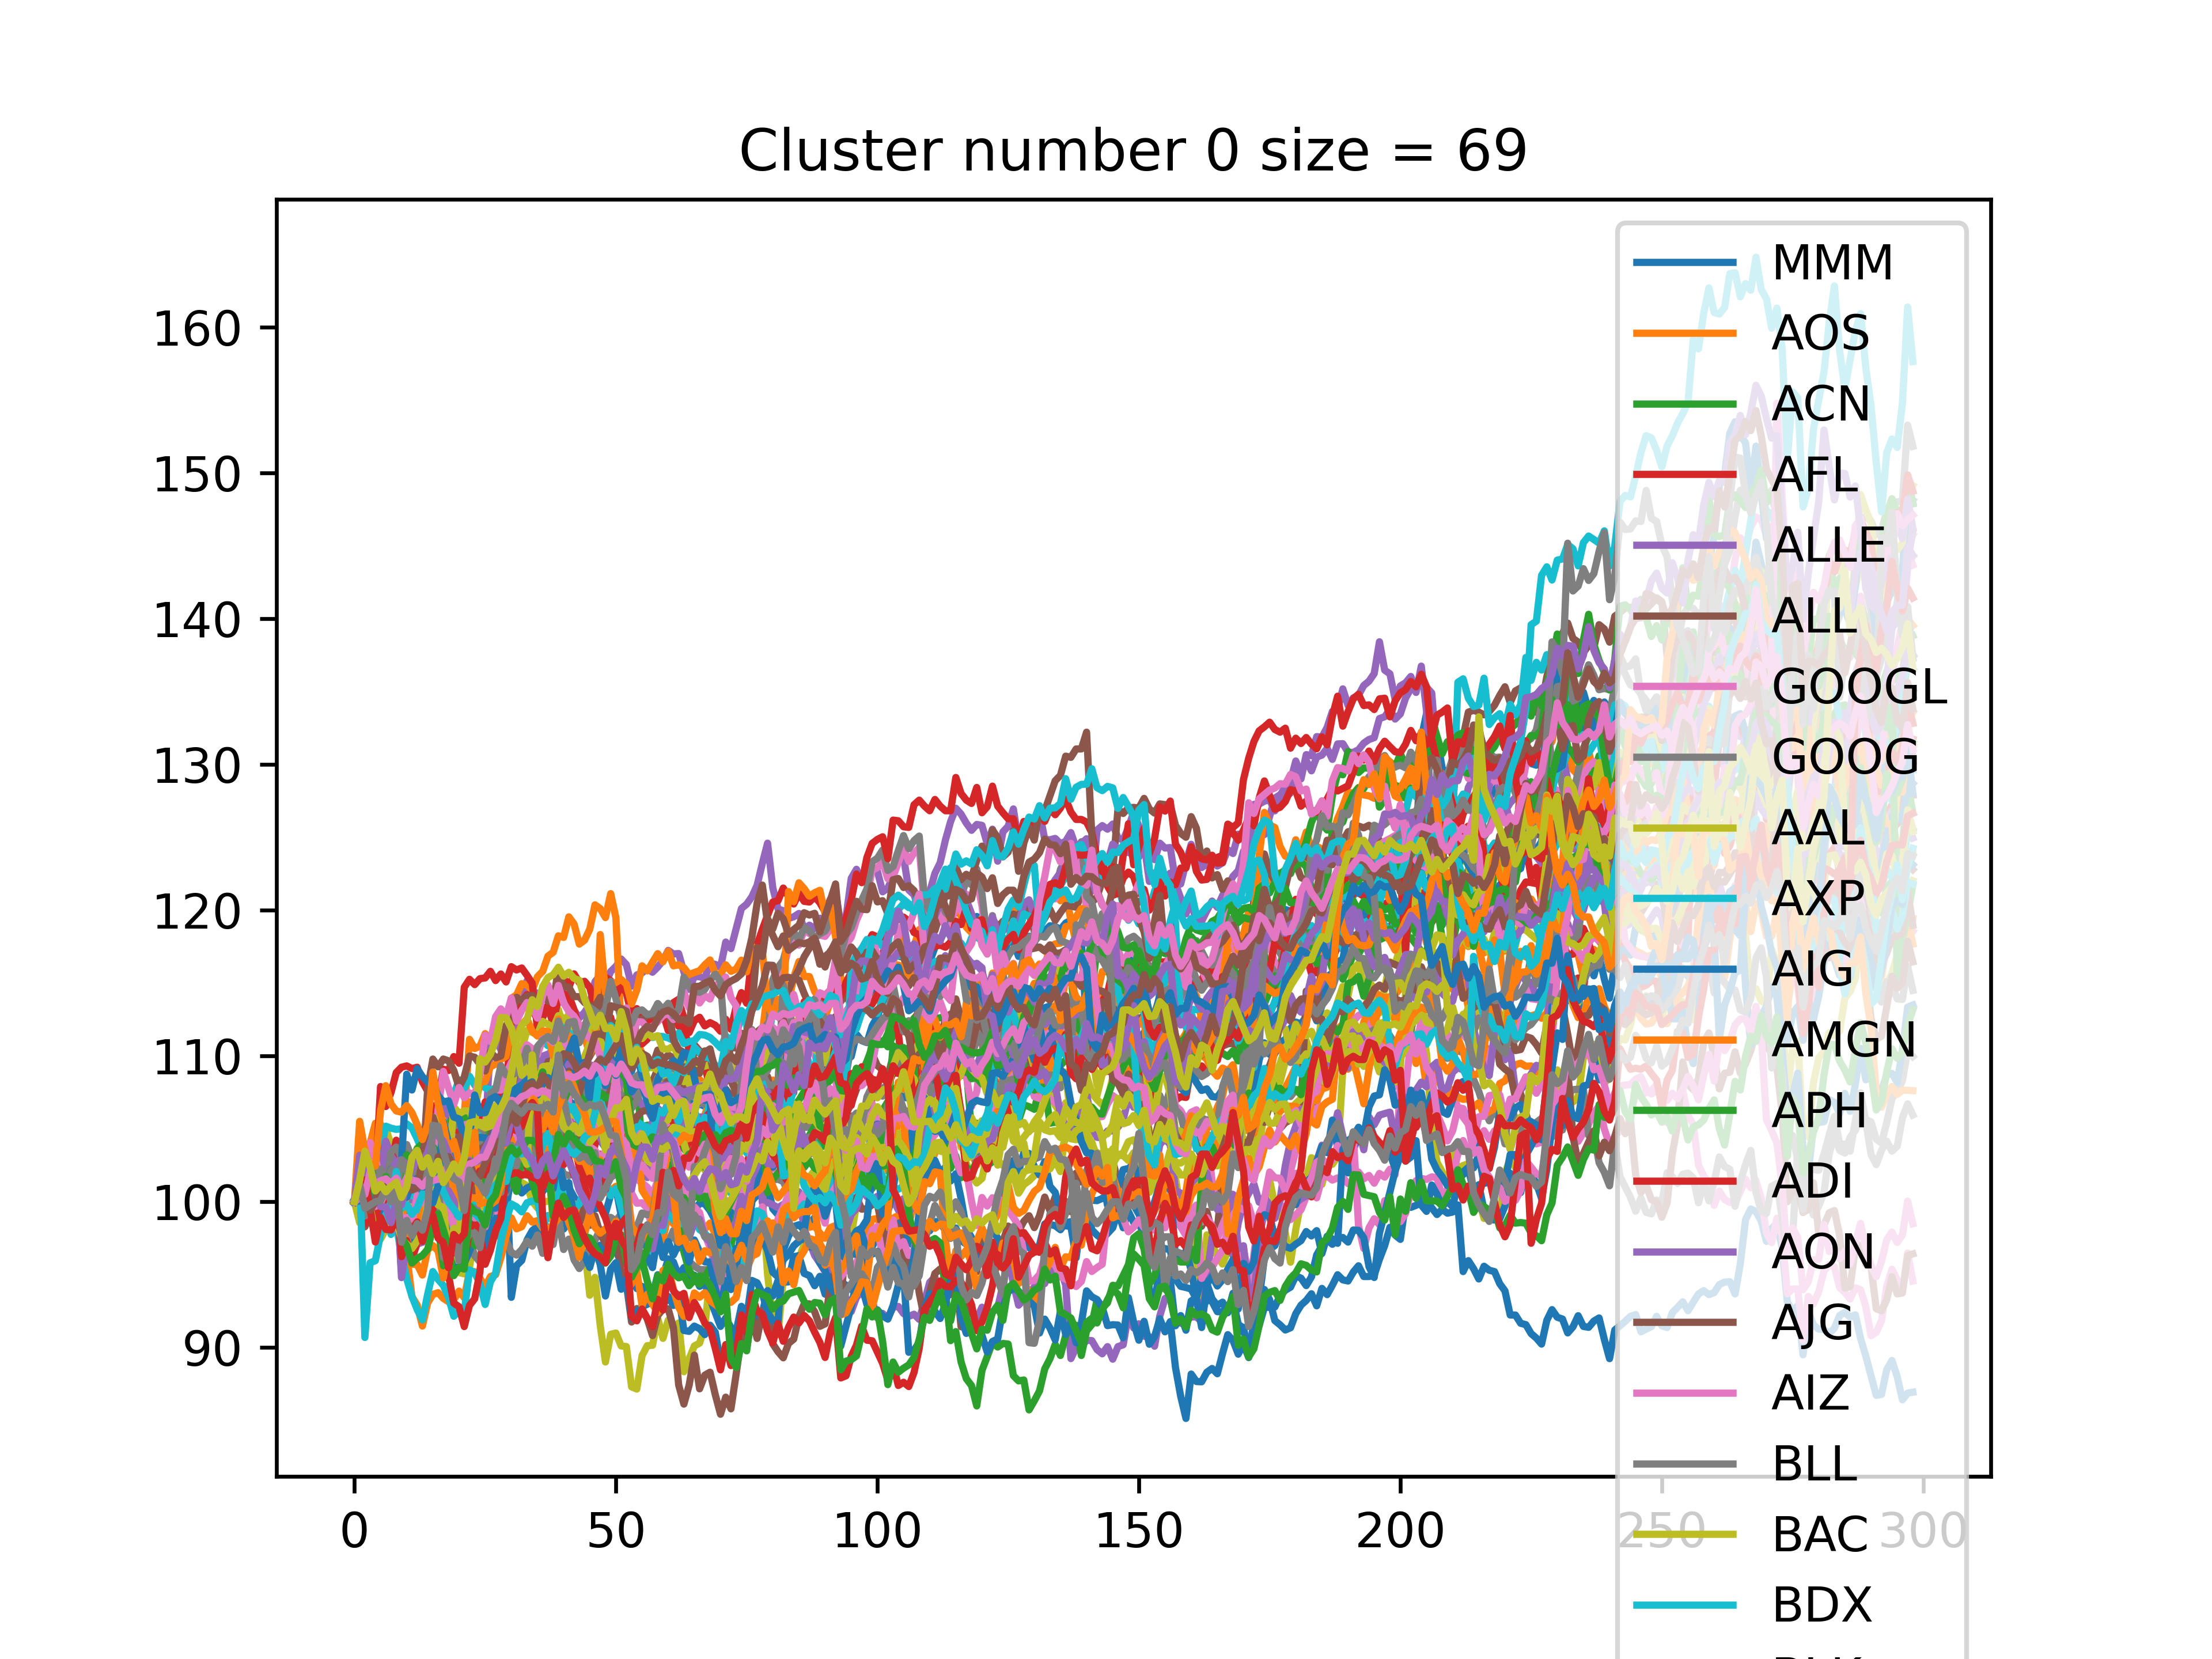 Cluster number 0 size = 69
160
150
140
130
120
110
100
90
0 50 100 150 200 250 300
MMM
AOS
ACN
AFL
ALLE
ALL
GOOGL
GOOG
AAL
AXP
AIG
AMGN
APH
ADI
AON
AJG
AIZ
BLL
BAC
BDX